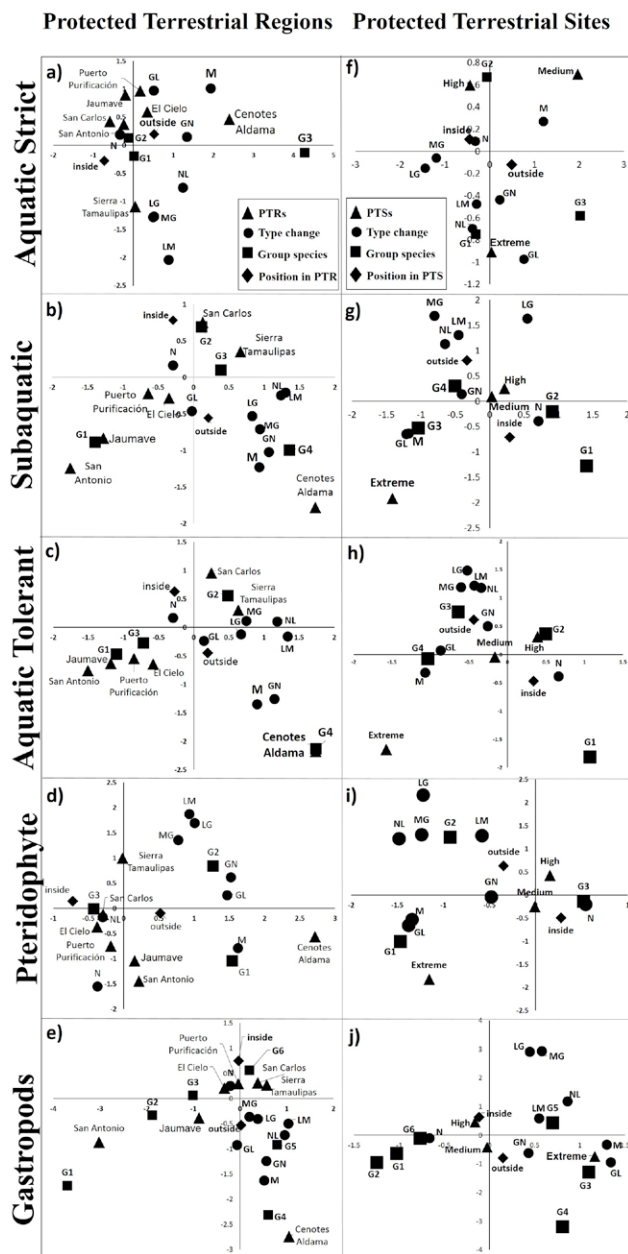 Protected Terrestrial Regions
Protected Terrestrial Sites
Aquatic Strict
a)
Puerto
Purificación
GL
M
Jaumave
El Cielo
San Carlos
outside
Cenotes
Aldama
San Antonio
G2
GN
G3
N
G1
inside
NL
Sierra
Tamaulipas
LG
MG
LM
PTRs
Type change
Group species
Position in PTR
f)
G2
Medium
High
M
inside
N
MG
outside
LG
GN
LM
G3
NL
G1
Extreme
GL
PTSs
Type change
Group species
Position in PTS
Subaquatic
b)
inside
San Carlos
G2
Sierra
Tamaulipas
N
G3
NL
LM
Puerto
Purificación
El Cielo
GL
LG
outside
MG
G1
Jaumave
GN
G4
San
Antonio
M
Cenotes
Aldama
g)
MG
LG
LM
NL
outside
High
G4
Medium
N
G2
G3
inside
GL
M
G1
Extreme
Aquatic Tolerant
c)
San Carlos
inside
G2
Sierra
Tamaulipas
N
MG
NL
LG
G3
GL
LM
G1
outside
Jaumave
San Antonio
Puerto
Purificación
El Cielo
M
GN
Cenotes
Aldama
G4
h)
LG
LM
MG
NL
G3
outside
GN
G2
G4
GL
Medium
High
M
inside
N
Extreme
G1
Pteridophyte
d)
LM
LG
MG
Sierra
Tamaulipas
G2
GN
inside
GL
G3
San Carlos
NL
outside
El Cielo
Puerto
Purificación
M
Cenotes
Aldama
Jaumave
G1
N
San Antonio
i)
LG
NL
MG
G2
LM
outside
High
GN
Medium
G3
M
inside
N
GL
G1
Extreme
Gastropods
e)
Puerto
Purificación
inside
G6
El Cielo
N
San Carlos
Sierra
Tamaulipas
G3
MG
G2
LG
LM
Jaumave
outside
San Antonio
NL
GL
G5
G1
GN
M
G4
Cenotes
Aldama
j)
LG
MG
NL
inside
LM
G5
High
G6
N
Medium
GN
M
G2
G1
outside
Extreme
GL
G3
G4